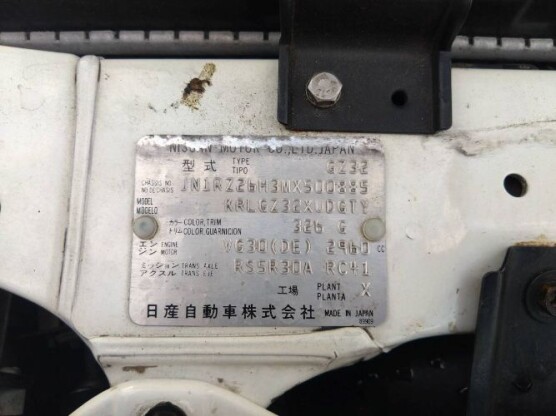 NISSAN MOTOR CO.,LTD.JAPAN
型式 TYPE TIPO GZ32
CHASSIS NO. NO.DE CHASIS JN1RZ26H3MX500885
MODEL MODELO KRLGZ32XUDGTY
カラー COLOR,TRIM トリム COLOR,GUARNICION 326 G
エンジン ENGINE MOTOR VG30(DE) 2960 CC
ミッション アクスル TRANS. AXLE TRANS. EJE RS5R30A RC41
工場 PLANT PLANTA X
日産自動車株式会社 MADE IN JAPAN